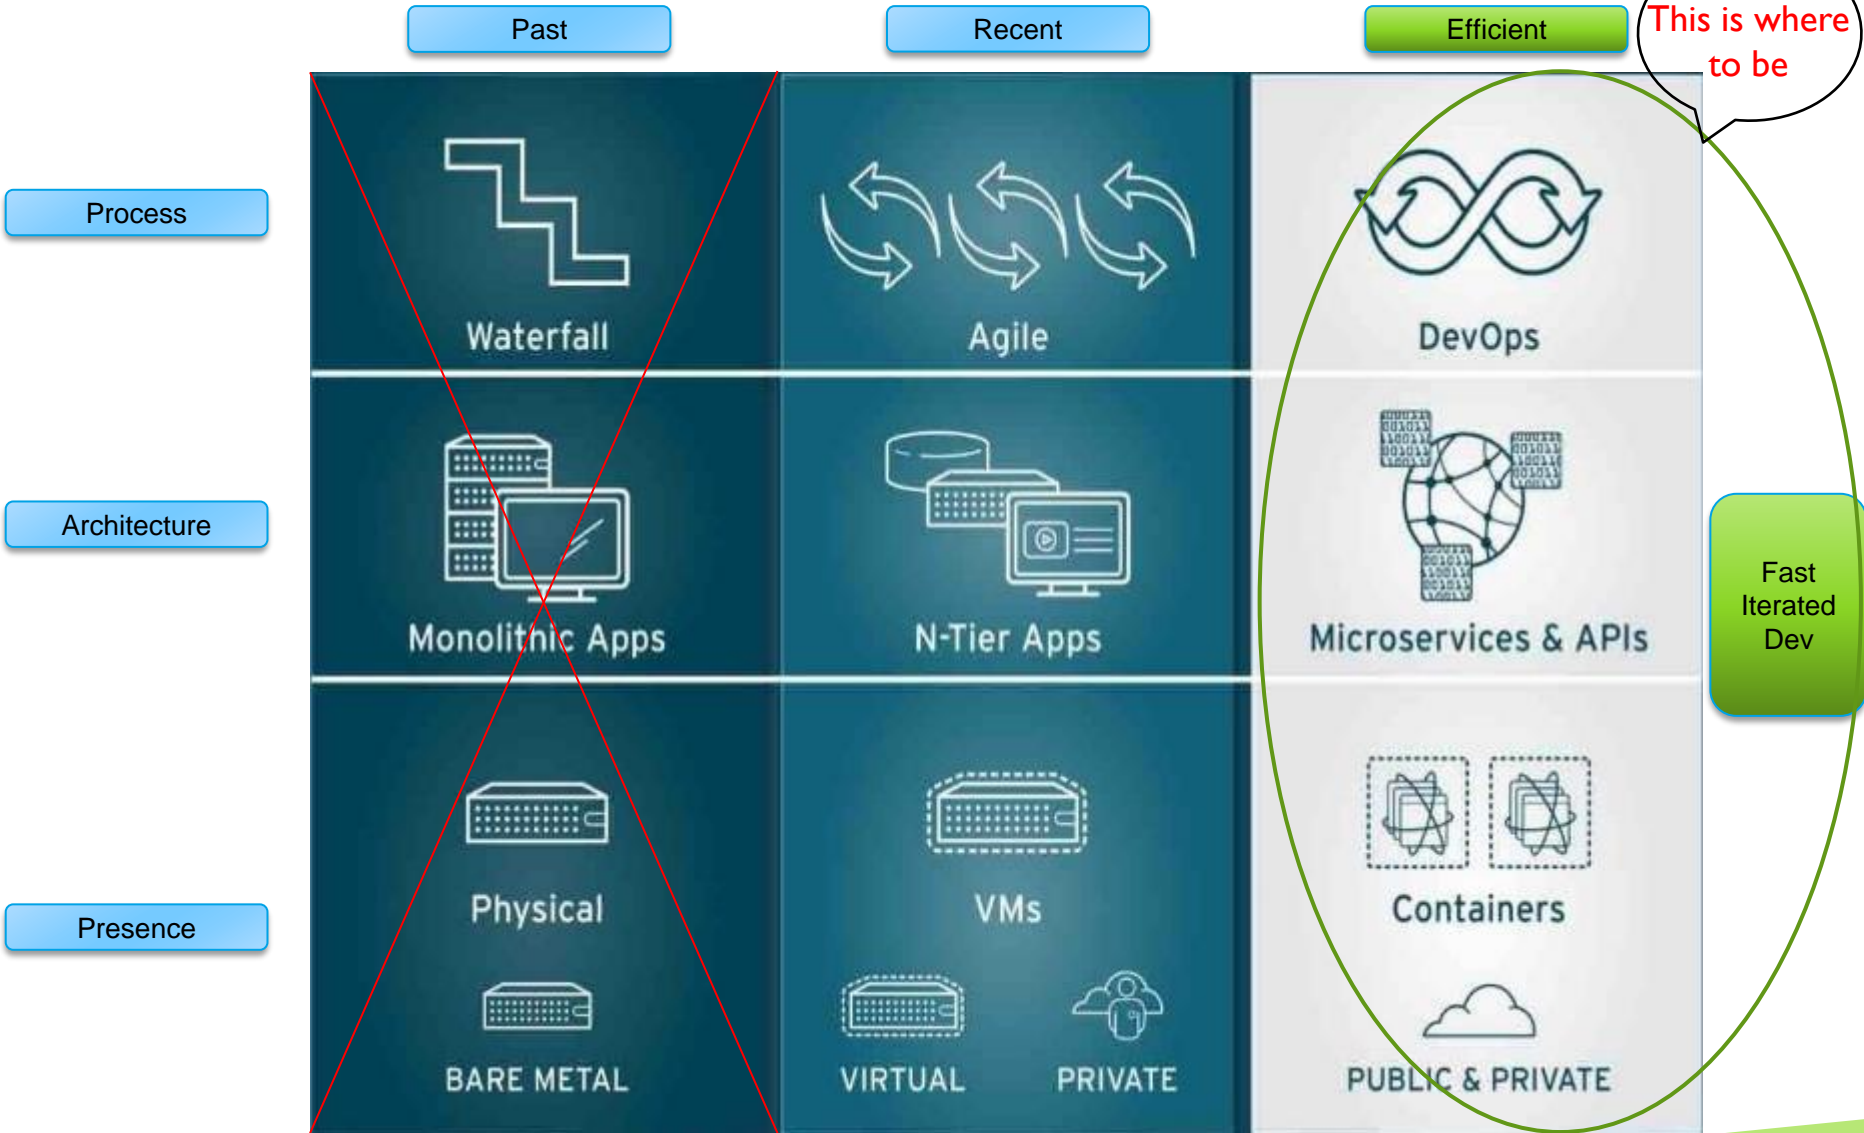 Past
Recent
Efficient
This is where
to be
Process
Waterfall
Agile
DevOps
Architecture
Monolithic Apps
N-Tier Apps
Microservices & APIs
Fast
Iterated
Dev
Presence
Physical
VMs
Containers
BARE METAL
VIRTUAL
PRIVATE
PUBLIC & PRIVATE